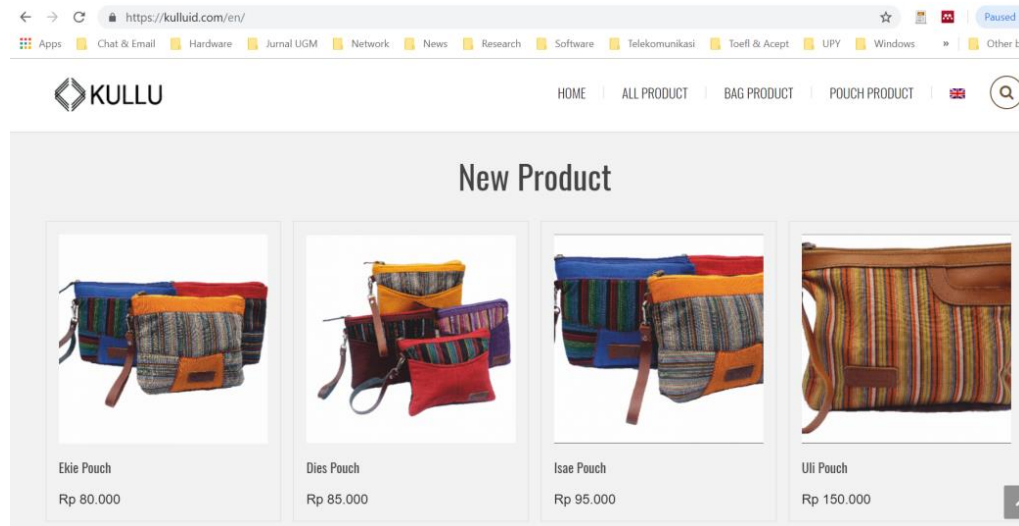 https://kulluid.com/en/
Paused
Apps Chat & Email Hardware Jurnal UGM Network News Research Software Telekomunikasi Toefl & Acept UPY Windows » Other b
KULLU
HOME ALL PRODUCT BAG PRODUCT POUCH PRODUCT
New Product
Ekie Pouch Dies Pouch Isae Pouch Uli Pouch
Rp 80.000 Rp 85.000 Rp 95.000 Rp 150.000